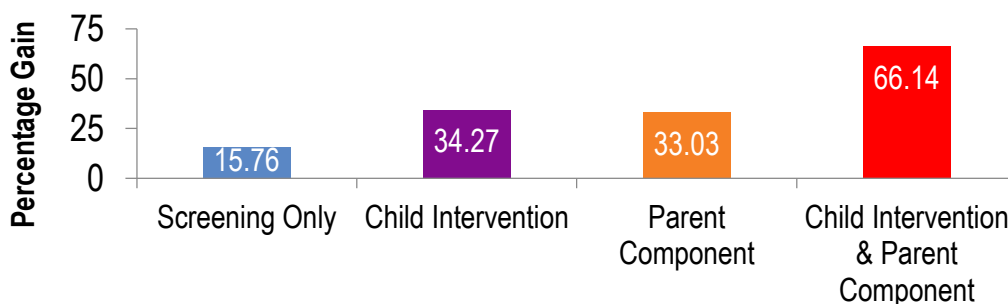 Percentage Gain
75
50
25
0
15.76
34.27
33.03
66.14
Screening Only
Child Intervention
Parent
Component
Child Intervention
& Parent
Component